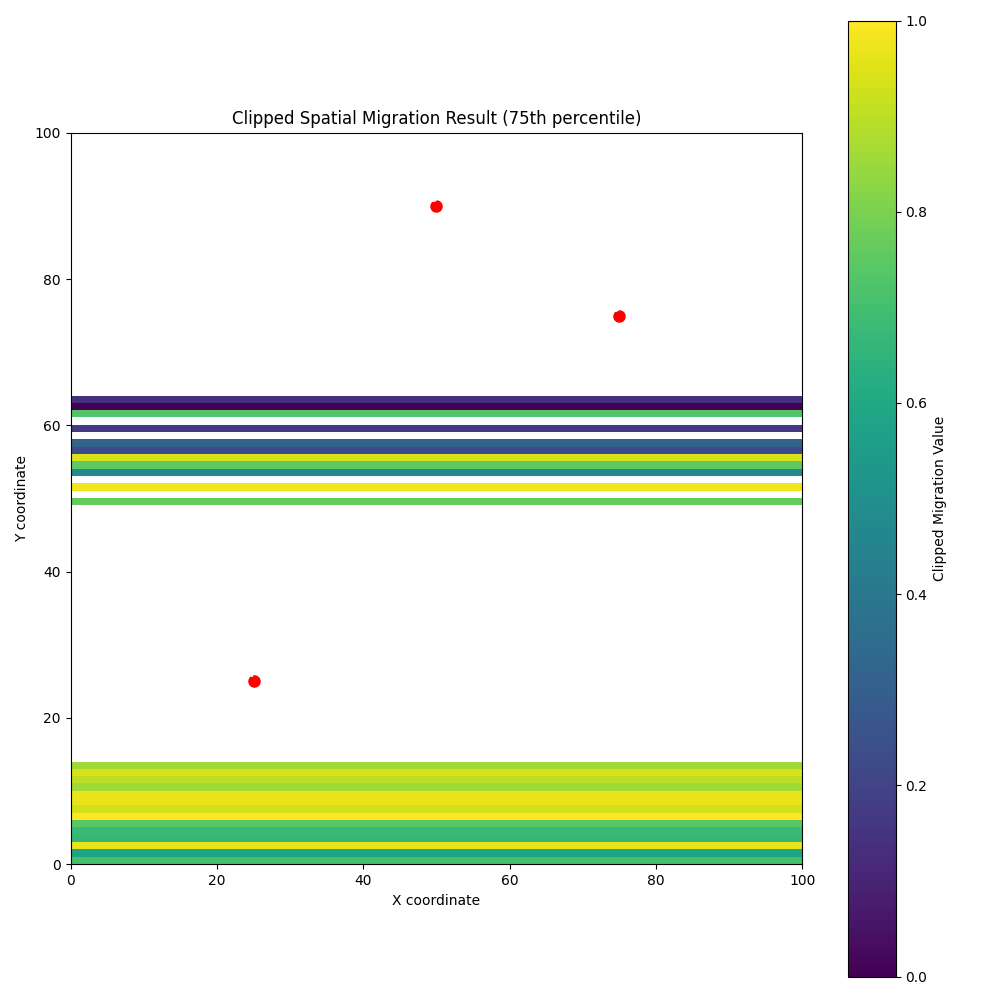 Clipped Spatial Migration Result (75th percentile)
100
80
60
40
20
0
Y coordinate
0 20 40 60 80 100
X coordinate
1.0
0.8
0.6
0.4
0.2
0.0
Clipped Migration Value